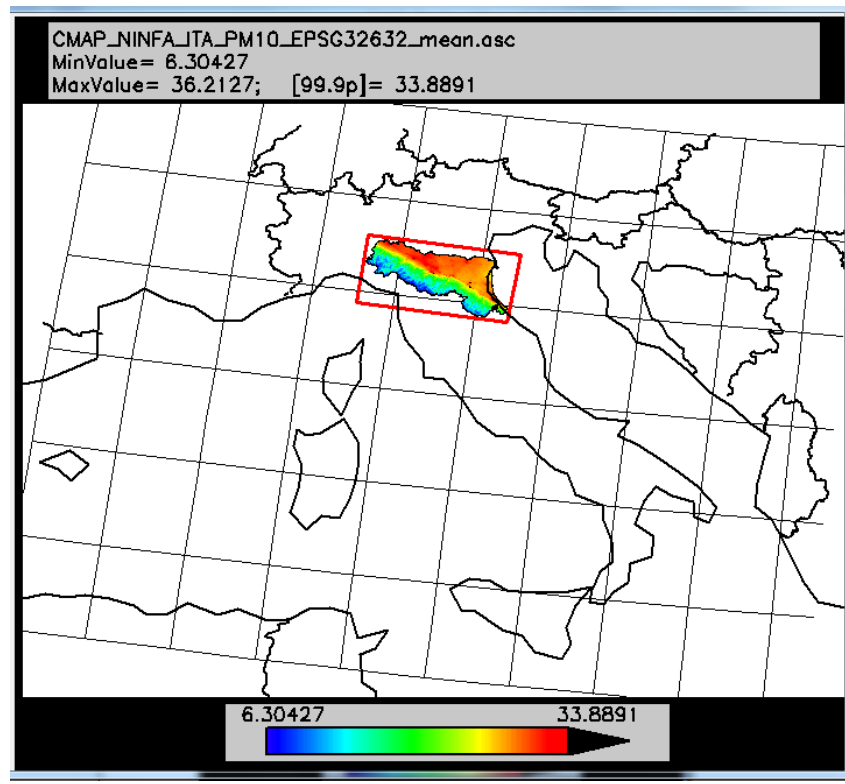 CMAP_NINFA_ITA_PM10_EPSG32632_mean.asc
MinValue= 6.30427
MaxValue= 36.2127; [99.9p]= 33.8891
6.30427 33.8891